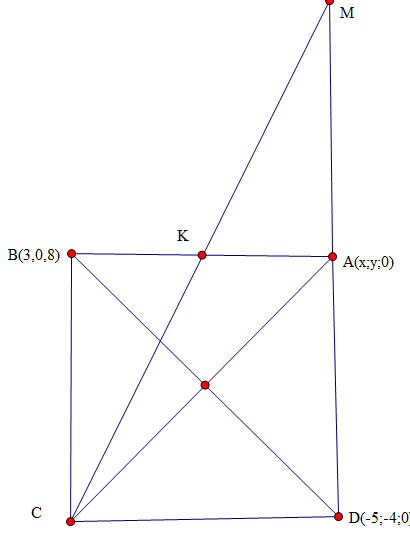 M
K
B(3,0,8)
A(x;y;0)
C
D(-5;-4;0